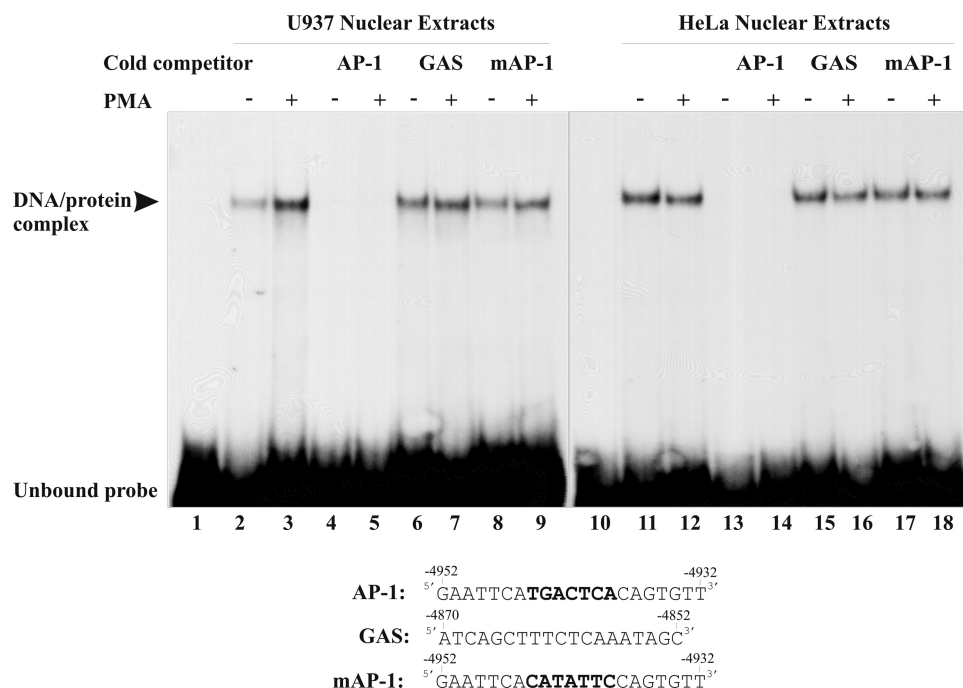 U937 Nuclear Extracts HeLa Nuclear Extracts
Cold competitor AP-1 GAS mAP-1 AP-1 GAS mAP-1
PMA - + - + - + - + - + - + - + - +
DNA/protein
complex
Unbound probe
1 2 3 4 5 6 7 8 9 10 11 12 13 14 15 16 17 18
-4952 -4932
AP-1: 5' GAATTCATGACTCACAGTGTT 3'
-4870 -4852
GAS: 5' ATCAGCTTTCTCAAATAGC 3'
-4952 -4932
mAP-1: 5' GAATTCACATATTCCAGTGTT 3'